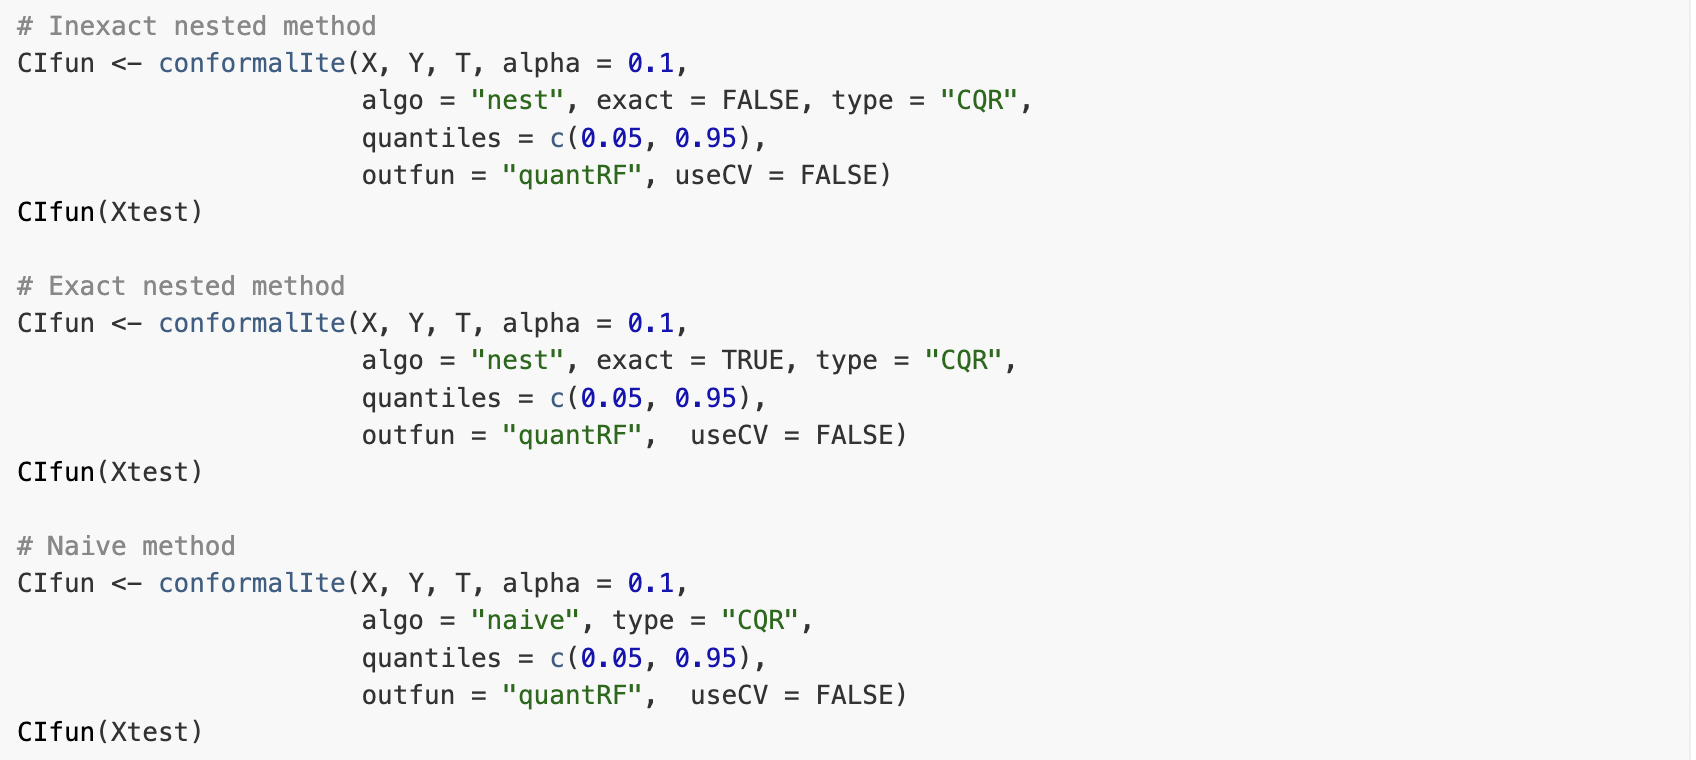 # Inexact nested method
CIfun <- conformalIte(X, Y, T, alpha = 0.1,
                      algo = "nest", exact = FALSE, type = "CQR",
                      quantiles = c(0.05, 0.95),
                      outfun = "quantRF", useCV = FALSE)
CIfun(Xtest)

# Exact nested method
CIfun <- conformalIte(X, Y, T, alpha = 0.1,
                      algo = "nest", exact = TRUE, type = "CQR",
                      quantiles = c(0.05, 0.95),
                      outfun = "quantRF",  useCV = FALSE)
CIfun(Xtest)

# Naive method
CIfun <- conformalIte(X, Y, T, alpha = 0.1,
                      algo = "naive", type = "CQR",
                      quantiles = c(0.05, 0.95),
                      outfun = "quantRF",  useCV = FALSE)
CIfun(Xtest)